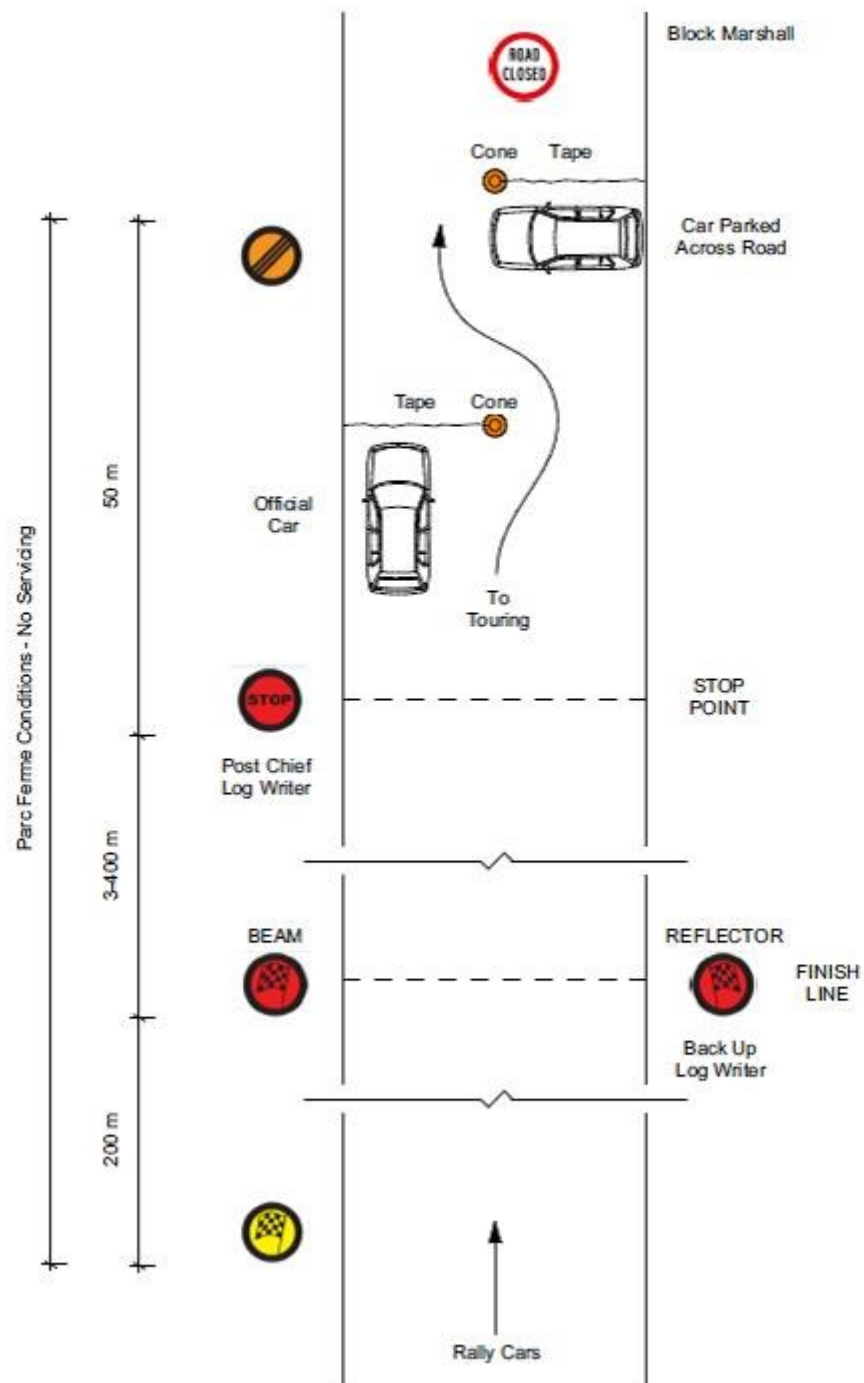 Block Marshall
ROAD
CLOSED
Cone Tape
Car Parked
Across Road
Tape Cone
50 m
Official
Car
Parc Ferme Conditions - No Servicing
To
Touring
STOP
STOP
POINT
Post Chief
Log Writer
3-400 m
BEAM
REFLECTOR
FINISH
LINE
Back Up
Log Writer
200 m
Rally Cars